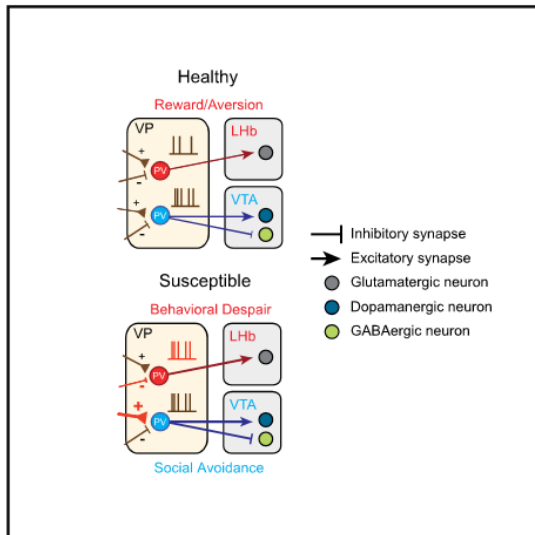 Healthy
Reward/Aversion
VP
LHb
+
PV
-
VTA
+
PV
-
Inhibitory synapse
Excitatory synapse
Glutamatergic neuron
Dopamanergic neuron
GABAergic neuron
Susceptible
Behavioral Despair
VP
LHb
+
PV
-
VTA
+
PV
-
Social Avoidance